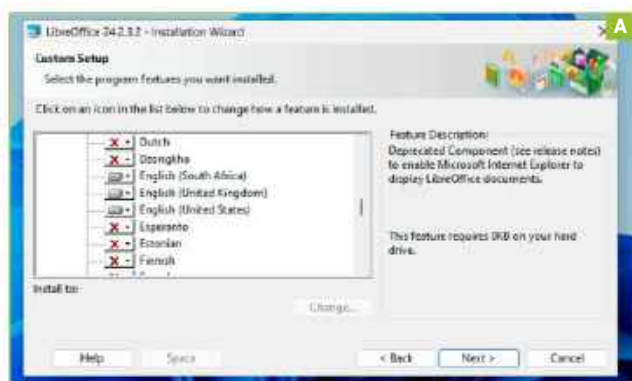 LibreOffice 24.2.3.2 - Installation Wizard
A
Custom Setup
Select the program features you want installed.
Click on an icon in the list below to change how a feature is installed.
Dutch
Dzongkha
English (South Africa)
English (United Kingdom)
English (United States)
Esperanto
Estonian
Finnish
Feature Description:
Deprecated Component (see release notes)
to enable Microsoft Internet Explorer to
display LibreOffice documents.
This feature requires 0KB on your hard
drive.
Install to:
Change...
Help
Space
< Back
Next >
Cancel